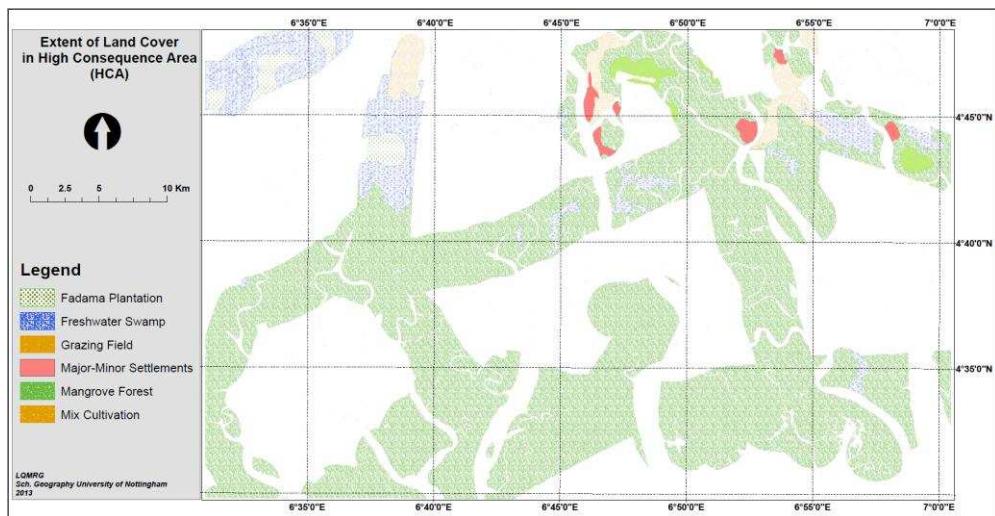 Extent of Land Cover
in High Consequence Area
(HCA)
0 2.5 5 10 Km
Legend
Fadama Plantation
Freshwater Swamp
Grazing Field
Major-Minor Settlements
Mangrove Forest
Mix Cultivation
LQMRG
Sch. Geography University of Nottingham
2013
6°35'0"E 6°40'0"E 6°45'0"E 6°50'0"E 6°55'0"E 7°0'0"E
4°45'0"N
4°40'0"N
4°35'0"N
6°35'0"E 6°40'0"E 6°45'0"E 6°50'0"E 6°55'0"E 7°0'0"E